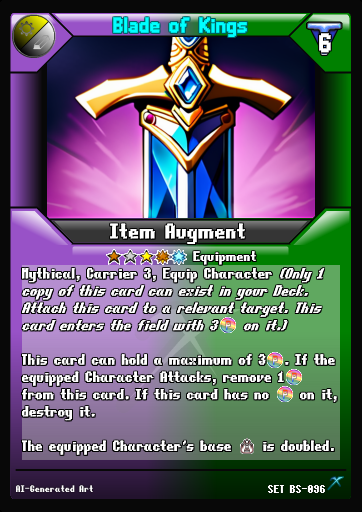 Blade of Kings
6
Item Augment
Equipment
Mythical, Carrier 3, Equip Character (Only 1
copy of this card can exist in your Deck.
Attach this card to a relevant target. This
card enters the field with 3 on it.)
This card can hold a maximum of 3. If the
equipped Character Attacks, remove 1
from this card. If this card has no on it,
destroy it.
The equipped Character's base is doubled.
AI-Generated Art
SET BS-096